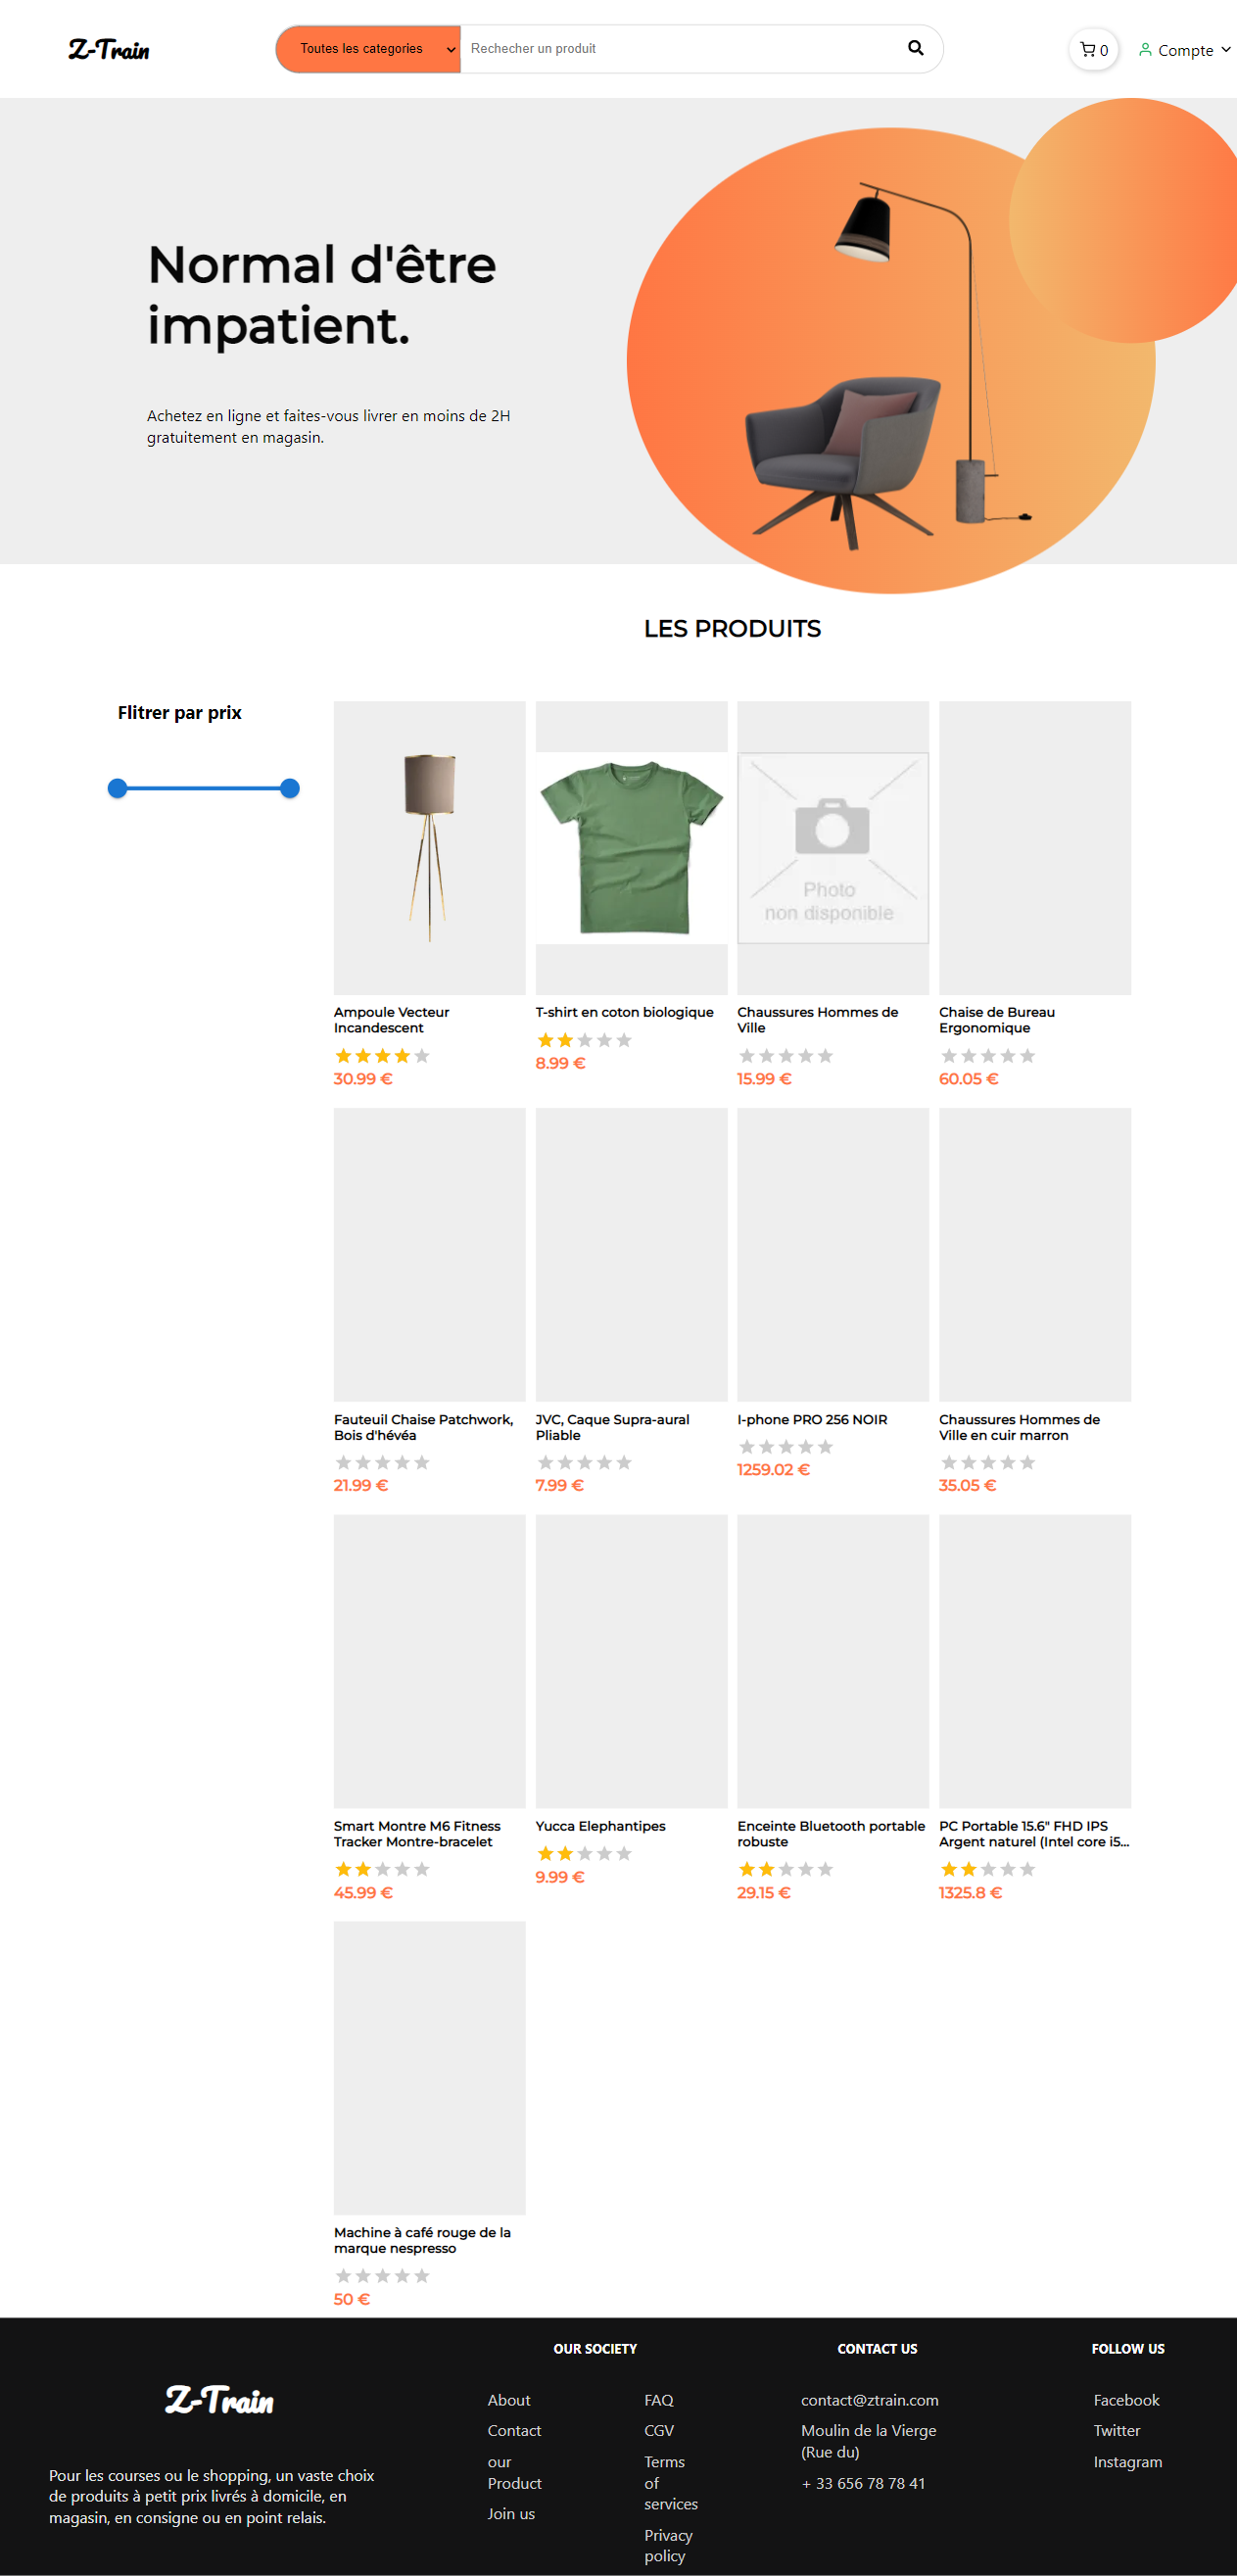 Z-Train
Toutes les categories
Rechecher un produit
0
Compte
Normal d'être
impatient.
Achetez en ligne et faites-vous livrer en moins de 2H
gratuitement en magasin.
LES PRODUITS
Flitrer par prix
Photo
non disponible
Ampoule Vecteur
Incandescent
30.99 €
T-shirt en coton biologique
8.99 €
Chaussures Hommes de
Ville
15.99 €
Chaise de Bureau
Ergonomique
60.05 €
Fauteuil Chaise Patchwork,
Bois d'hévéa
21.99 €
JVC, Caque Supra-aural
Pliable
7.99 €
I-phone PRO 256 NOIR
1259.02 €
Chaussures Hommes de
Ville en cuir marron
35.05 €
Smart Montre M6 Fitness
Tracker Montre-bracelet
45.99 €
Yucca Elephantipes
9.99 €
Enceinte Bluetooth portable
robuste
29.15 €
PC Portable 15.6" FHD IPS
Argent naturel (Intel core i5...
1325.8 €
Machine à café rouge de la
marque nespresso
50 €
Z-Train
Pour les courses ou le shopping, un vaste choix
de produits à petit prix livrés à domicile, en
magasin, en consigne ou en point relais.
OUR SOCIETY
About
Contact
our
Product
Join us
FAQ
CGV
Terms
of
services
Privacy
policy
CONTACT US
contact@ztrain.com
Moulin de la Vierge
(Rue du)
+ 33 656 78 78 41
FOLLOW US
Facebook
Twitter
Instagram